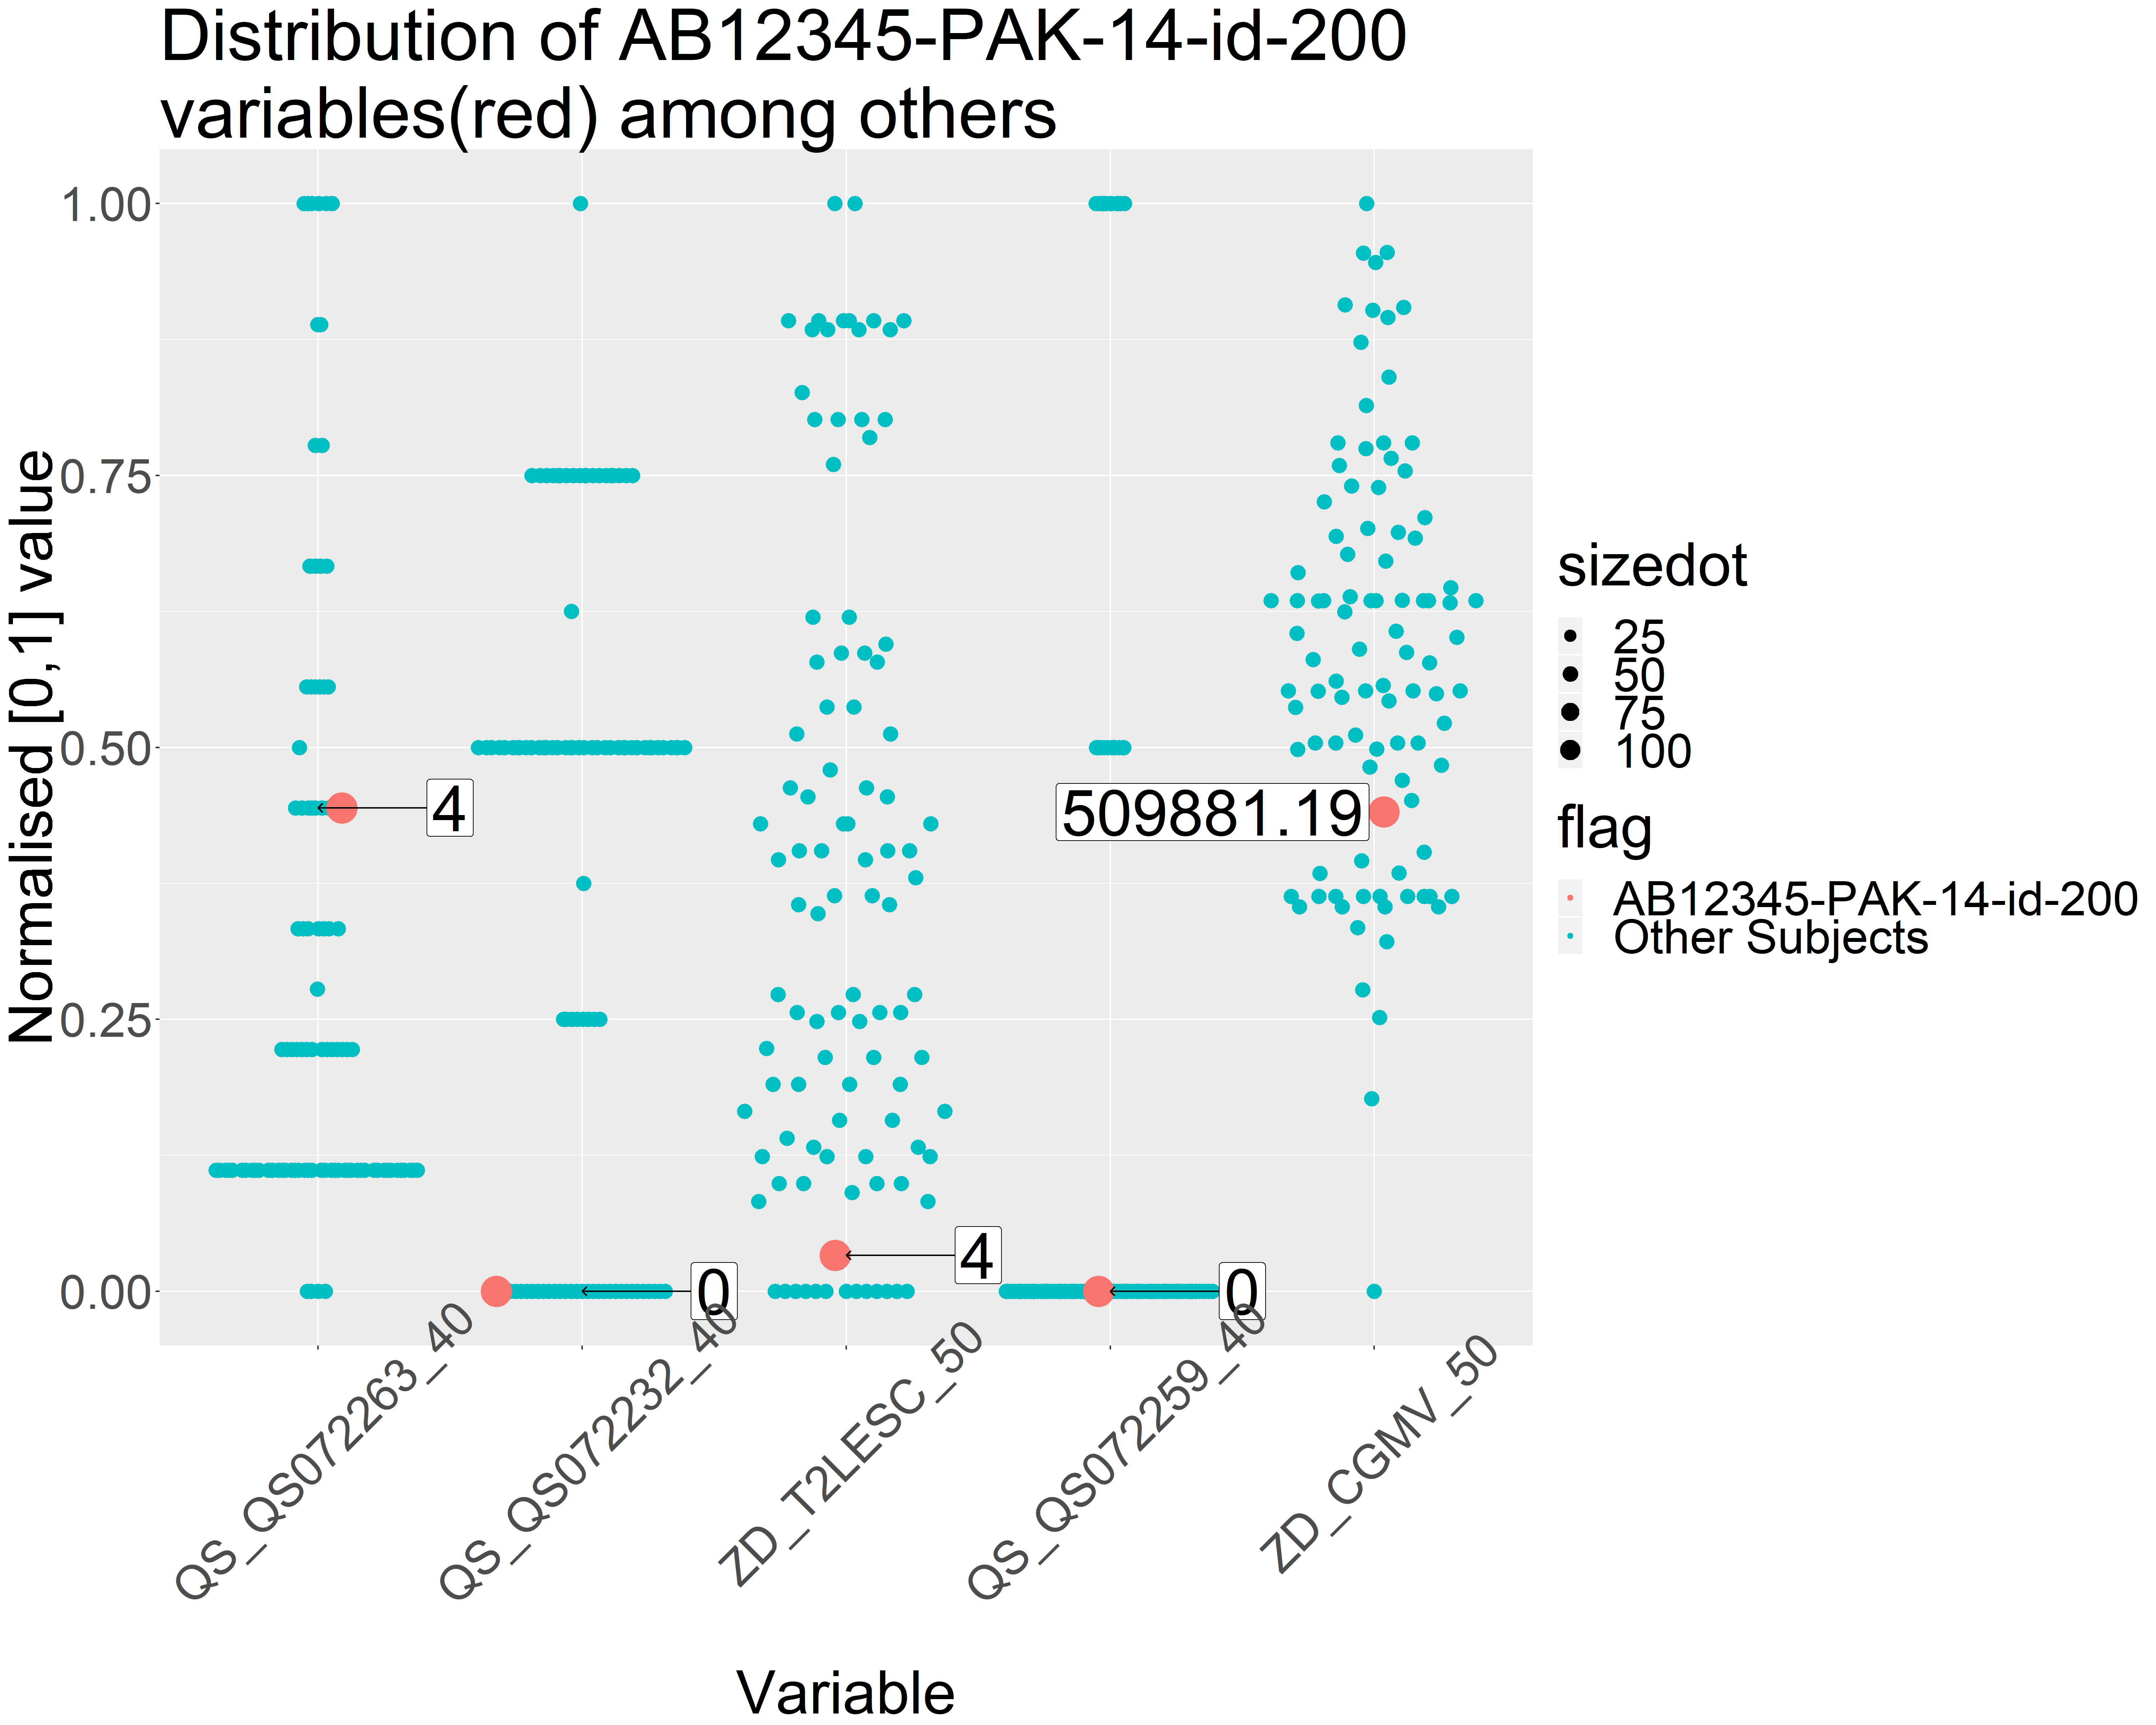 Distribution of AB12345-PAK-14-id-200
variables(red) among others
Normalised [0,1] value
1.00
0.75
0.50
0.25
0.00
4
0
4
0
509881.19
QS_QS072263_40
QS_QS072232_40
ZD_T2LESC_50
QS_QS072259_40
ZD_CGMV_50
Variable
sizedot
25
50
75
100
flag
AB12345-PAK-14-id-200
Other Subjects